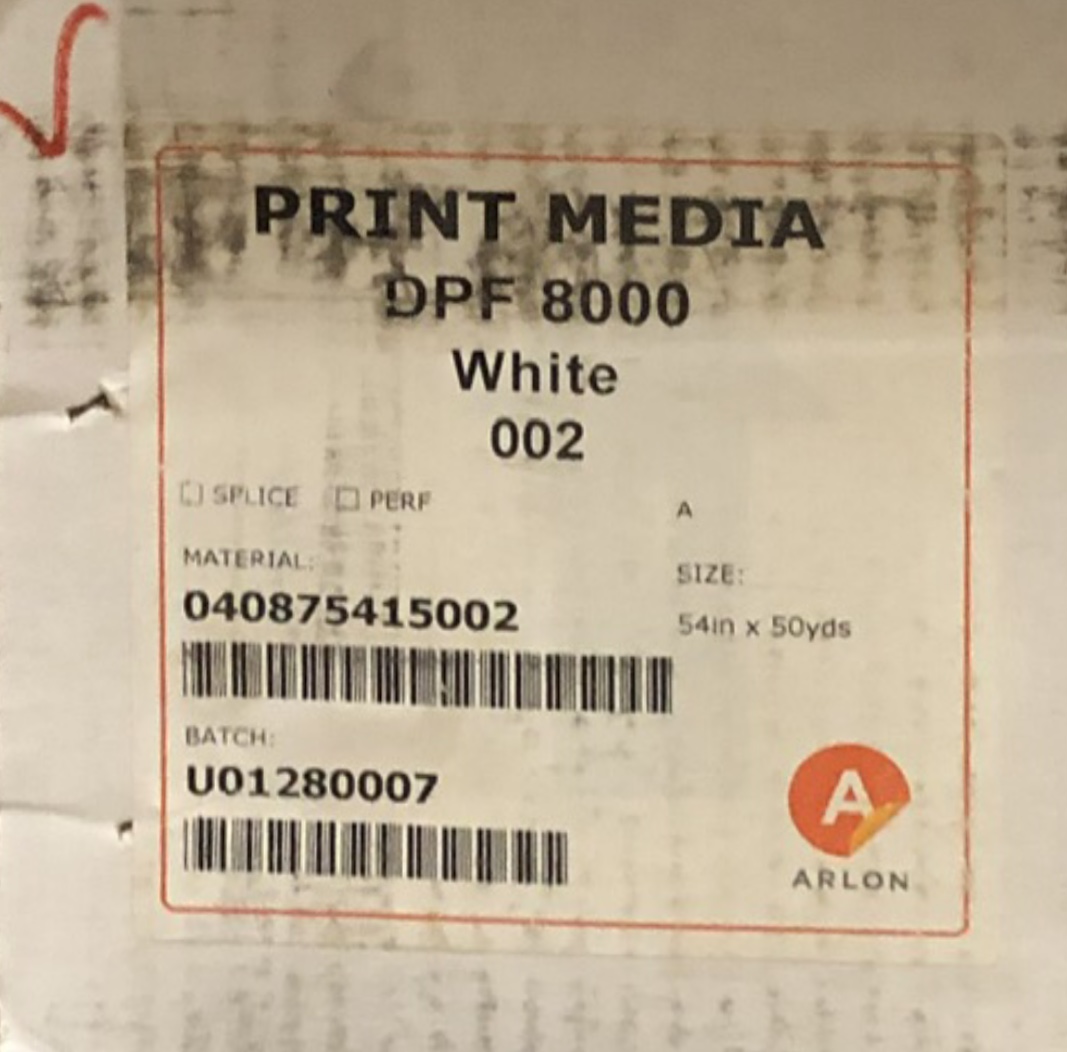 PRINT MEDIA
DPF 8000
White
002
SPLICE PERF
A
MATERIAL:
SIZE:
040875415002
54in x 50yds
BATCH:
U01280007
A
ARLON